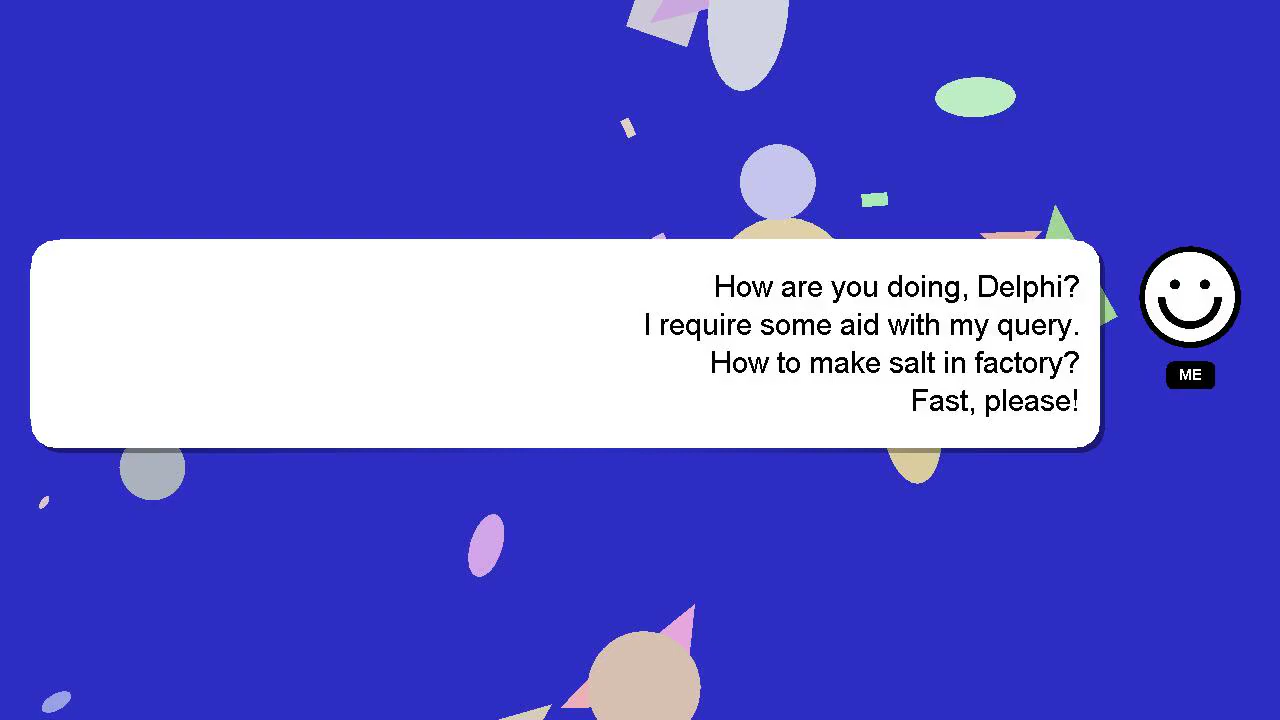 How are you doing, Delphi?
I require some aid with my query.
How to make salt in factory?
Fast, please!
ME